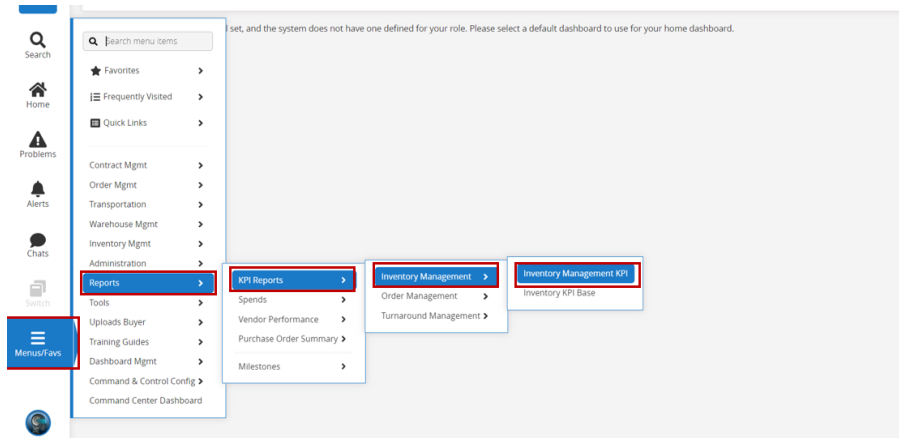 l set, and the system does not have one defined for your role. Please select a default dashboard to use for your home dashboard.
Search
Home
Problems
Alerts
Chats
Switch
Menus/Favs
Search menu items
Favorites
Frequently Visited
Quick Links
Contract Mgmt
Order Mgmt
Transportation
Warehouse Mgmt
Inventory Mgmt
Administration
Reports
Tools
Uploads Buyer
Training Guides
Dashboard Mgmt
Command & Control Config
Command Center Dashboard
KPI Reports
Spends
Vendor Performance
Purchase Order Summary
Milestones
Inventory Management
Order Management
Turnaround Management
Inventory Management KPI
Inventory KPI Base